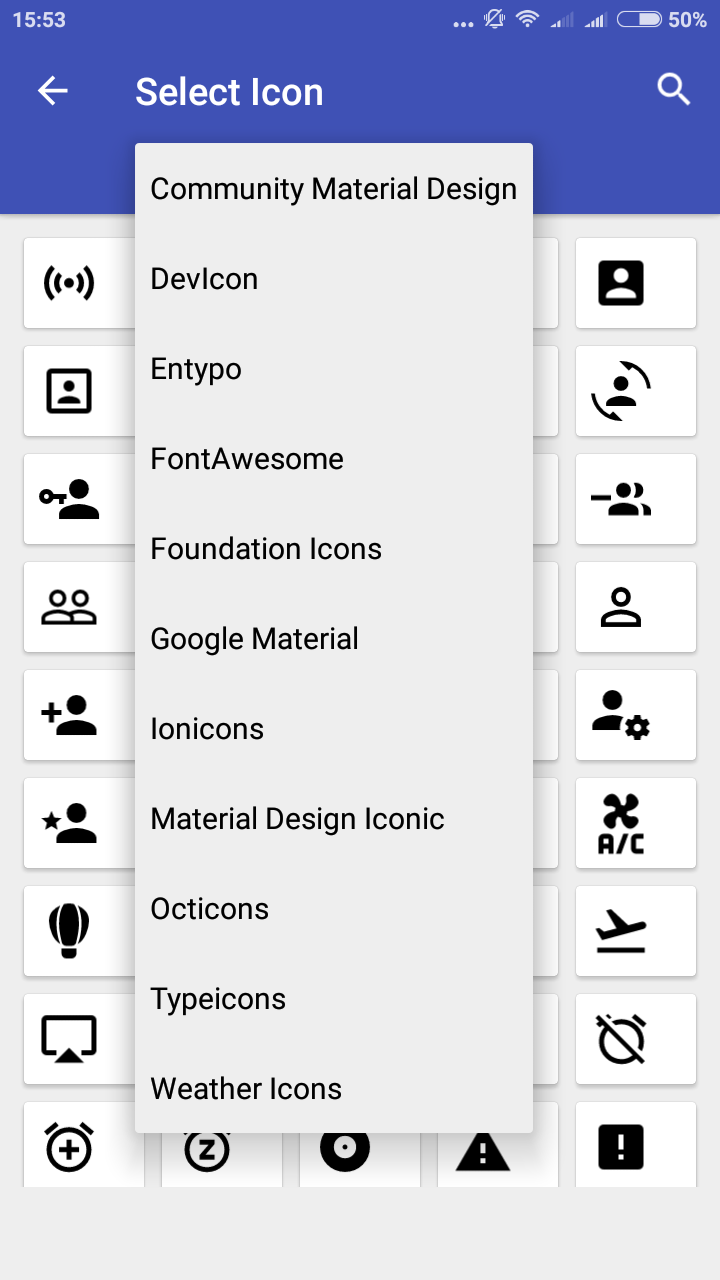 15:53
50%
Select Icon
Community Material Design
DevIcon
Entypo
FontAwesome
Foundation Icons
Google Material
Ionicons
Material Design Iconic
A/C
Octicons
Typeicons
Weather Icons
z
!
!